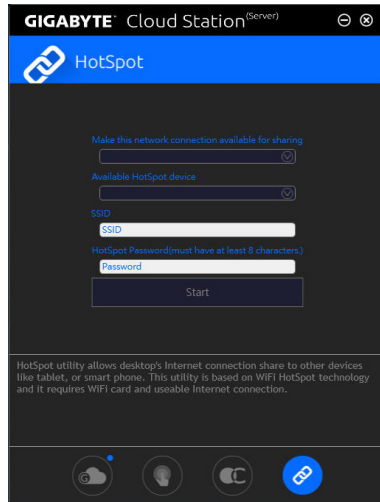 GIGABYTE™ Cloud Station(Server)
HotSpot
Make this network connection available for sharing
Available HotSpot device
SSID
SSID
HotSpot Password(must have at least 8 characters.)
Password
Start
HotSpot utility allows desktop's Internet connection share to other devices
like tablet, or smart phone. This utility is based on WiFi HotSpot technology
and it requires WiFi card and useable Internet connection.
G